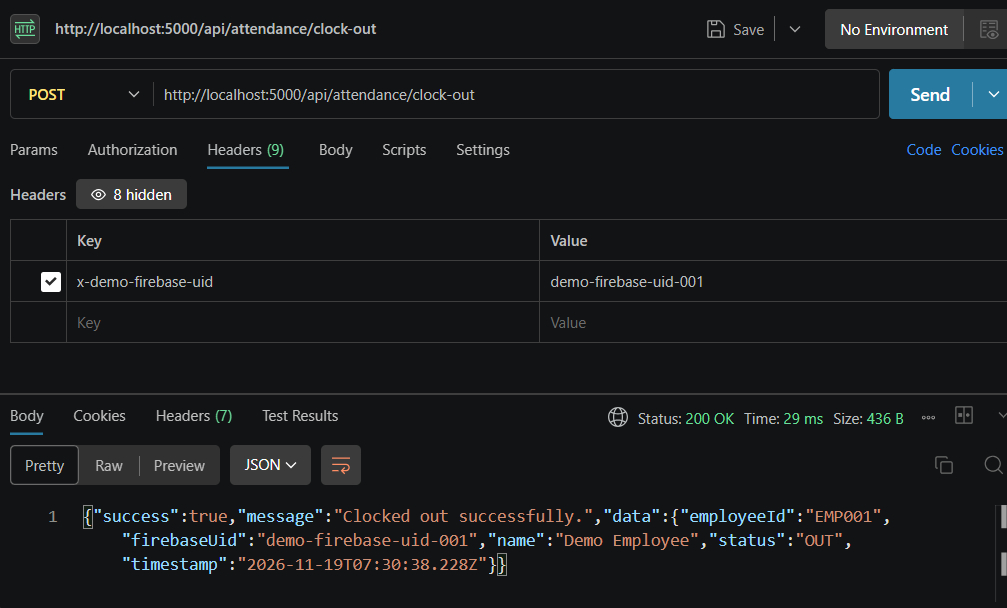 HTTP http://localhost:5000/api/attendance/clock-out Save No Environment
POST http://localhost:5000/api/attendance/clock-out Send
Params Authorization Headers (9) Body Scripts Settings Code Cookies
Headers 8 hidden
Key Value
x-demo-firebase-uid demo-firebase-uid-001
Key Value
Body Cookies Headers (7) Test Results Status: 200 OK Time: 29 ms Size: 436 B
Pretty Raw Preview JSON
1 {"success":true,"message":"Clocked out successfully.","data":{"employeeId":"EMP001",
"firebaseUid":"demo-firebase-uid-001","name":"Demo Employee","status":"OUT",
"timestamp":"2026-11-19T07:30:38.228Z"}}